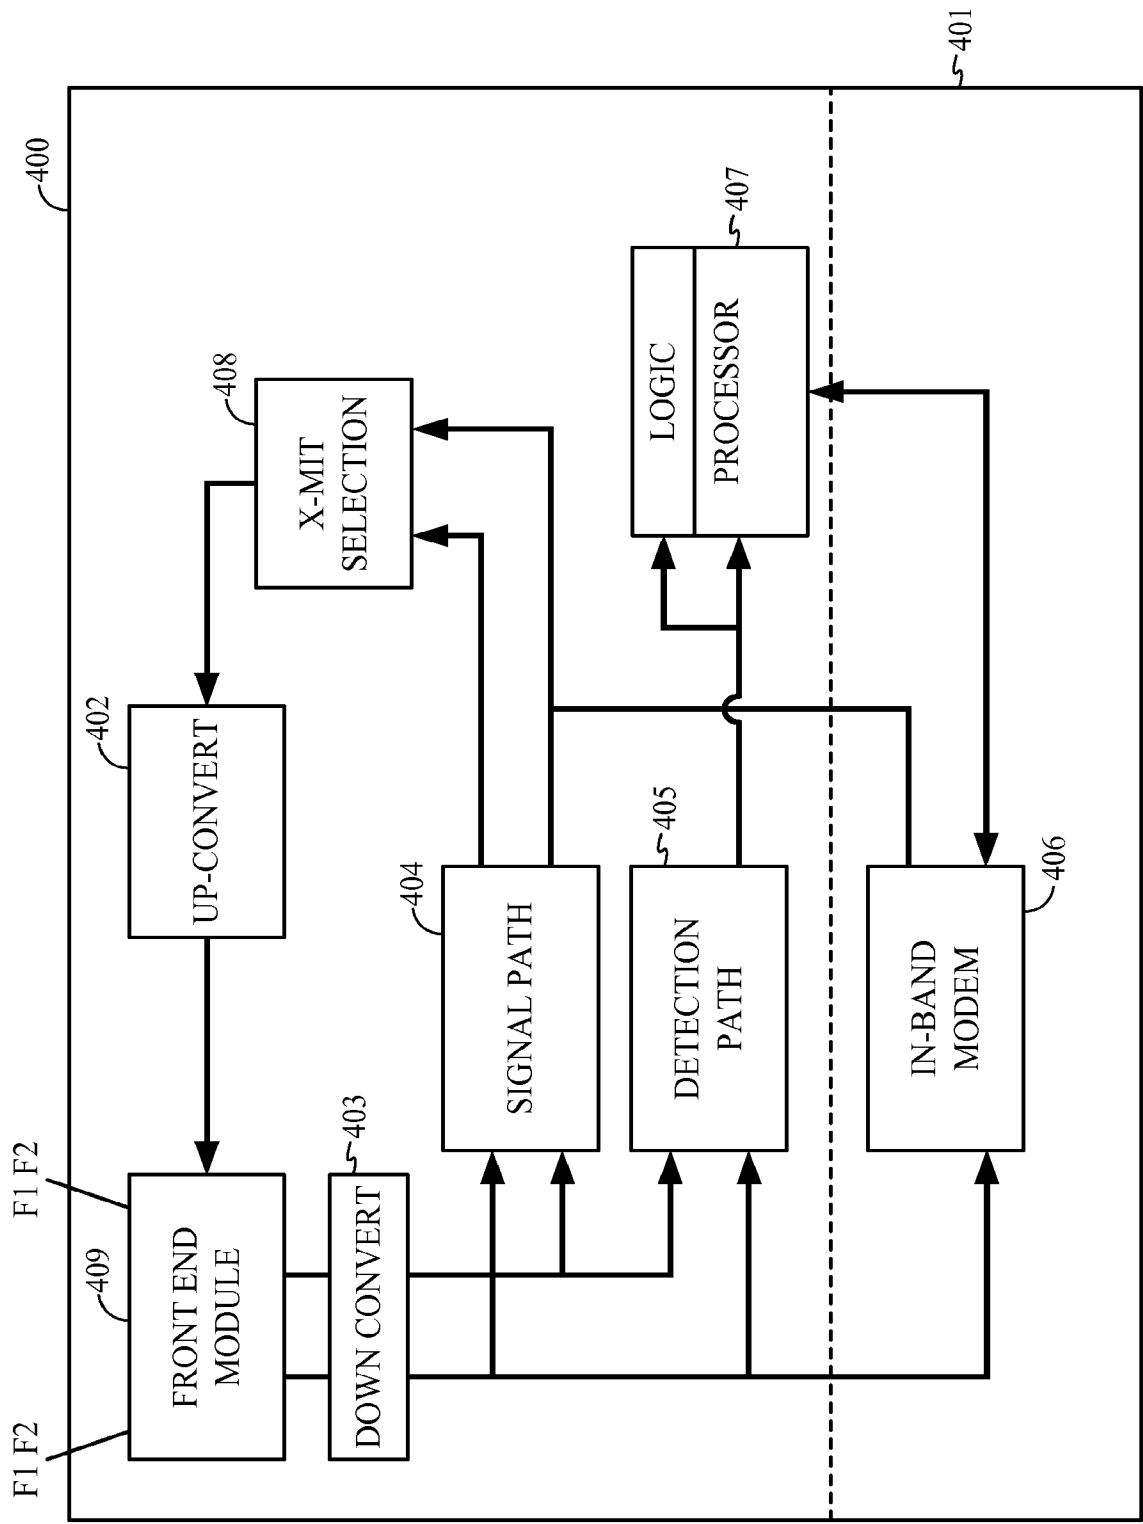 400
401
F1 F2
F1 F2
409
FRONT END
MODULE
402
UP-CONVERT
408
X-MIT
SELECTION
403
DOWN CONVERT
404
SIGNAL PATH
405
DETECTION
PATH
407
LOGIC
PROCESSOR
406
IN-BAND
MODEM